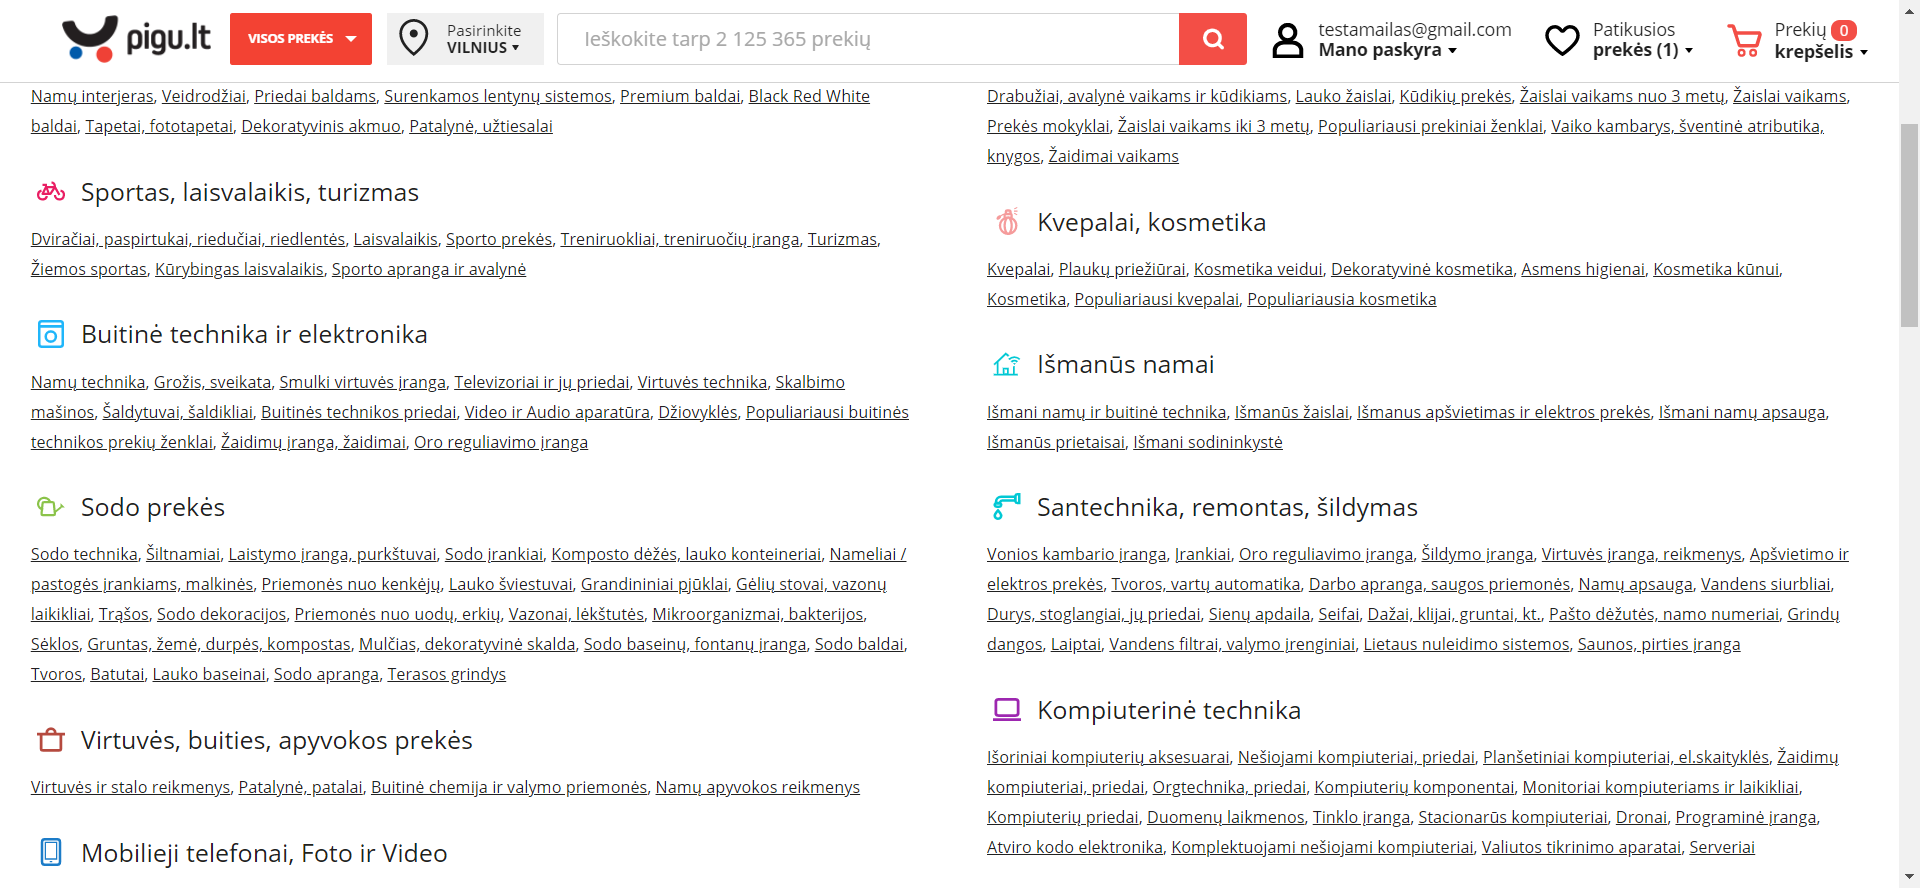 pigu.lt
VISOS PREKĖS
Pasirinkite
VILNIUS
Ieškokite tarp 2 125 365 prekių
testamailas@gmail.com
Mano paskyra
Patikusios
prekės (1)
Prekių 0
krepšelis
Namų interjeras, Veidrodžiai, Priedai baldams, Surenkamos lentynų sistemos, Premium baldai, Black Red White
baldai, Tapetai, fototapetai, Dekoratyvinis akmuo, Patalynė, užtiesalai
Sportas, laisvalaikis, turizmas
Dviračiai, paspirtukai, riedučiai, riedlentės, Laisvalaikis, Sporto prekės, Treniruokliai, treniruočių įranga, Turizmas,
Žiemos sportas, Kūrybingas laisvalaikis, Sporto apranga ir avalynė
Buitinė technika ir elektronika
Namų technika, Grožis, sveikata, Smulki virtuvės įranga, Televizoriai ir jų priedai, Virtuvės technika, Skalbimo
mašinos, Šaldytuvai, šaldikliai, Buitinės technikos priedai, Video ir Audio aparatūra, Džiovyklės, Populiariausi buitinės
technikos prekių ženklai, Žaidimų įranga, žaidimai, Oro reguliavimo įranga
Sodo prekės
Sodo technika, Šiltnamiai, Laistymo įranga, purkštuvai, Sodo įrankiai, Komposto dėžės, lauko konteineriai, Nameliai /
pastogės įrankiams, malkinės, Priemonės nuo kenkėjų, Lauko šviestuvai, Grandininiai pjūklai, Gėlių stovai, vazonų
laikikliai, Trąšos, Sodo dekoracijos, Priemonės nuo uodų, erkių, Vazonai, lėkštutės, Mikroorganizmai, bakterijos,
Sėklos, Gruntas, žemė, durpės, kompostas, Mulčias, dekoratyvinė skalda, Sodo baseinų, fontanų įranga, Sodo baldai,
Tvoros, Batutai, Lauko baseinai, Sodo apranga, Terasos grindys
Virtuvės, buities, apyvokos prekės
Virtuvės ir stalo reikmenys, Patalynė, patalai, Buitinė chemija ir valymo priemonės, Namų apyvokos reikmenys
Mobilieji telefonai, Foto ir Video
Drabužiai, avalynė vaikams ir kūdikiams, Lauko žaislai, Kūdikių prekės, Žaislai vaikams nuo 3 metų, Žaislai vaikams,
Prekės mokyklai, Žaislai vaikams iki 3 metų, Populiariausi prekiniai ženklai, Vaiko kambarys, šventinė atributika,
knygos, Žaidimai vaikams
Kvepalai, kosmetika
Kvepalai, Plaukų priežiūrai, Kosmetika veidui, Dekoratyvinė kosmetika, Asmens higienai, Kosmetika kūnui,
Kosmetika, Populiariausi kvepalai, Populiariausia kosmetika
Išmanūs namai
Išmani namų ir buitinė technika, Išmanūs žaislai, Išmanus apšvietimas ir elektros prekės, Išmani namų apsauga,
Išmanūs prietaisai, Išmani sodininkystė
Santechnika, remontas, šildymas
Vonios kambario įranga, Įrankiai, Oro reguliavimo įranga, Šildymo įranga, Virtuvės įranga, reikmenys, Apšvietimo ir
elektros prekės, Tvoros, vartų automatika, Darbo apranga, saugos priemonės, Namų apsauga, Vandens siurbliai,
Durys, stoglangiai, jų priedai, Sienų apdaila, Seifai, Dažai, klijai, gruntai, kt., Pašto dėžutės, namo numeriai, Grindų
dangos, Laiptai, Vandens filtrai, valymo įrenginiai, Lietaus nuleidimo sistemos, Saunos, pirties įranga
Kompiuterinė technika
Išoriniai kompiuterių aksesuarai, Nešiojami kompiuteriai, priedai, Planšetiniai kompiuteriai, el.skaityklės, Žaidimų
kompiuteriai, priedai, Orgtechnika, priedai, Kompiuterių komponentai, Monitoriai kompiuteriams ir laikikliai,
Kompiuterių priedai, Duomenų laikmenos, Tinklo įranga, Stacionarūs kompiuteriai, Dronai, Programinė įranga,
Atviro kodo elektronika, Komplektuojami nešiojami kompiuteriai, Valiutos tikrinimo aparatai, Serveriai